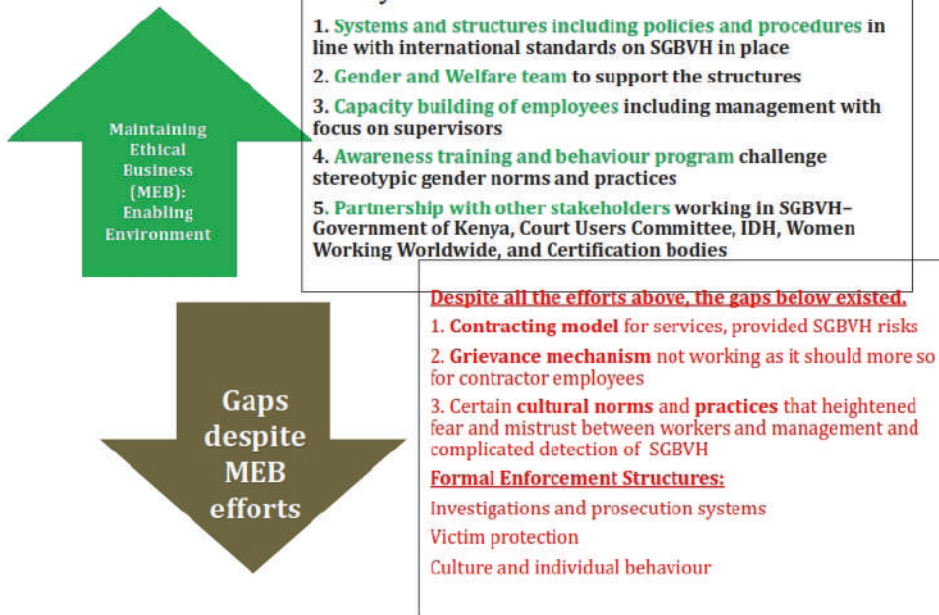 1. Systems and structures including policies and procedures in
line with international standards on SGBVH in place
2. Gender and Welfare team to support the structures
3. Capacity building of employees including management with
focus on supervisors
4. Awareness training and behaviour program challenge
stereotypic gender norms and practices
5. Partnership with other stakeholders working in SGBVH–
Government of Kenya, Court Users Committee, IDH, Women
Working Worldwide, and Certification bodies
Maintaining
Ethical
Business
(MEB):
Enabling
Environment
Despite all the efforts above, the gaps below existed.
1. Contracting model for services, provided SGBVH risks
2. Grievance mechanism not working as it should more so
for contractor employees
3. Certain cultural norms and practices that heightened
fear and mistrust between workers and management and
complicated detection of SGBVH
Formal Enforcement Structures:
Investigations and prosecution systems
Victim protection
Culture and individual behaviour
Gaps
despite
MEB
efforts